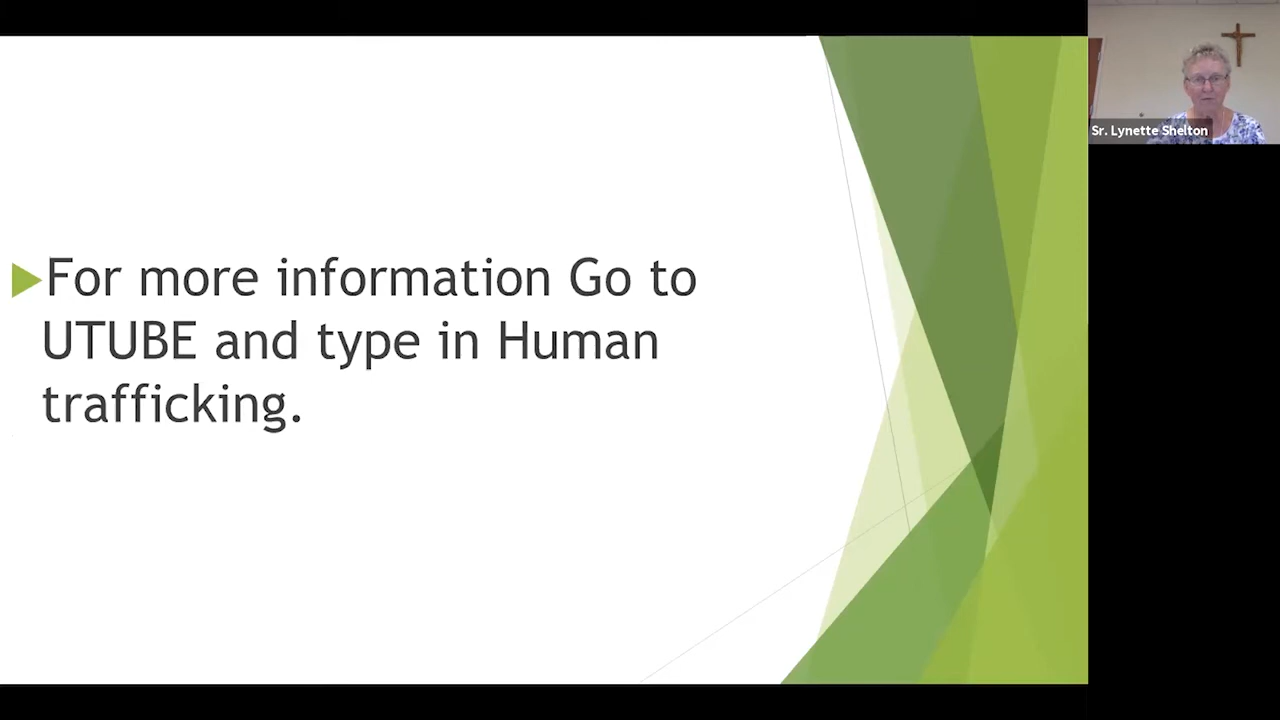 For more information Go to
UTUBE and type in Human
trafficking.
Sr. Lynette Shelton